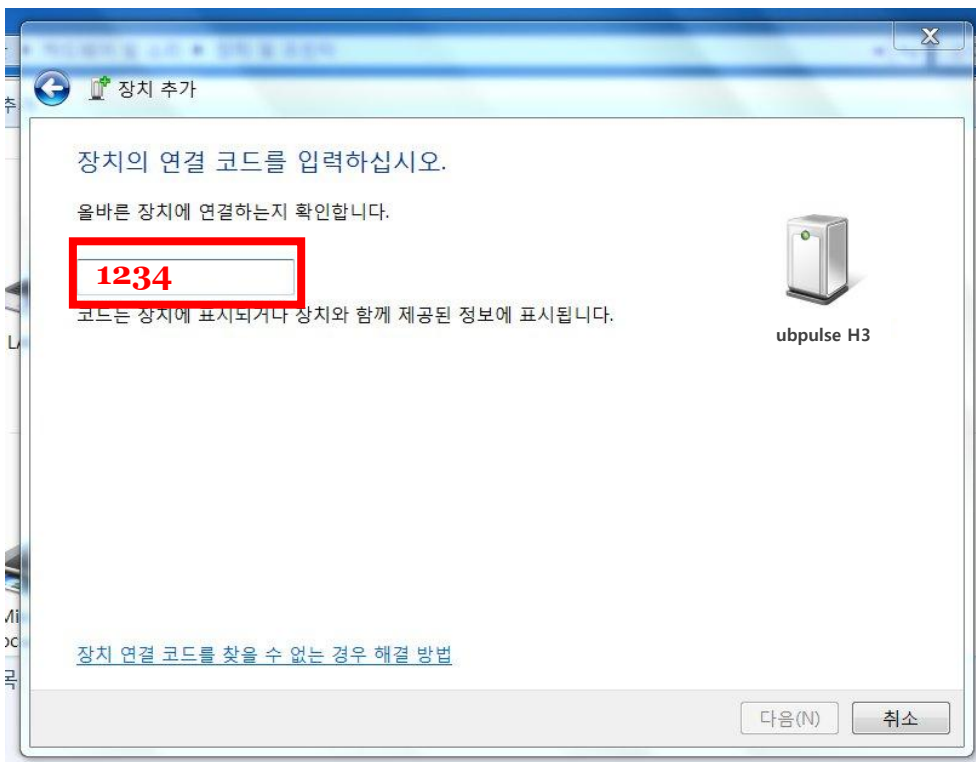 장치 추가
장치의 연결 코드를 입력하십시오.
올바른 장치에 연결하는지 확인합니다.
1234
코드는 장치에 표시되거나 장치와 함께 제공된 정보에 표시됩니다.
ubpulse H3
장치 연결 코드를 찾을 수 없는 경우 해결 방법
다음(N)
취소